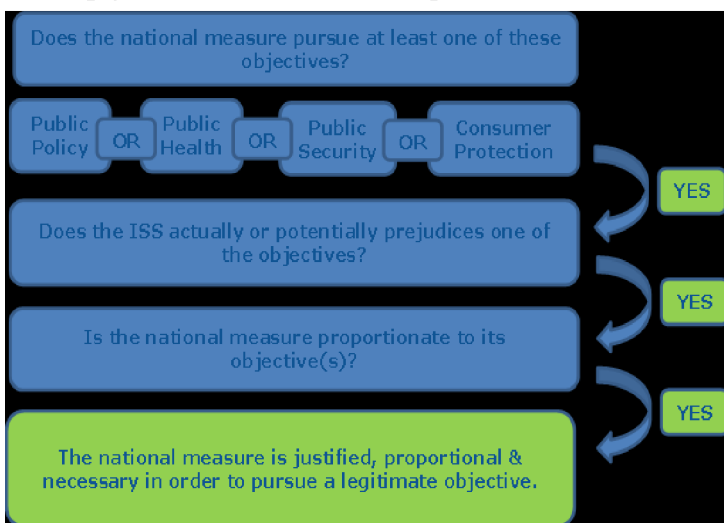 Does the national measure pursue at least one of these
objectives?
Public
Policy
OR
Public
Health
OR
Public
Security
OR
Consumer
Protection
YES
Does the ISS actually or potentially prejudices one of
the objectives?
YES
Is the national measure proportionate to its
objective(s)?
YES
The national measure is justified, proportional &
necessary in order to pursue a legitimate objective.